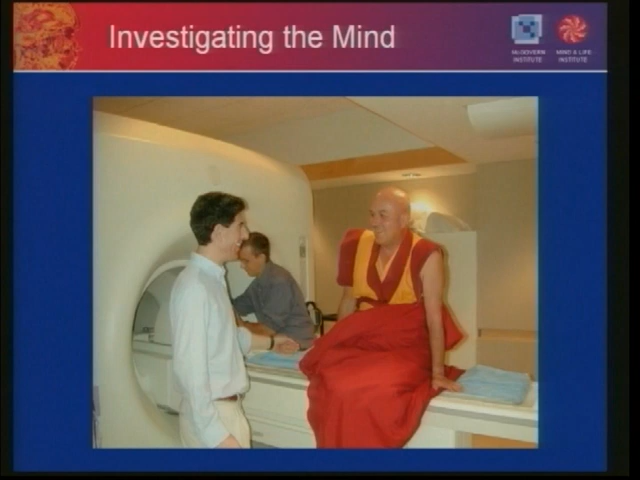 Investigating the Mind
McGOVERN
INSTITUTE
MIND & LIFE
INSTITUTE